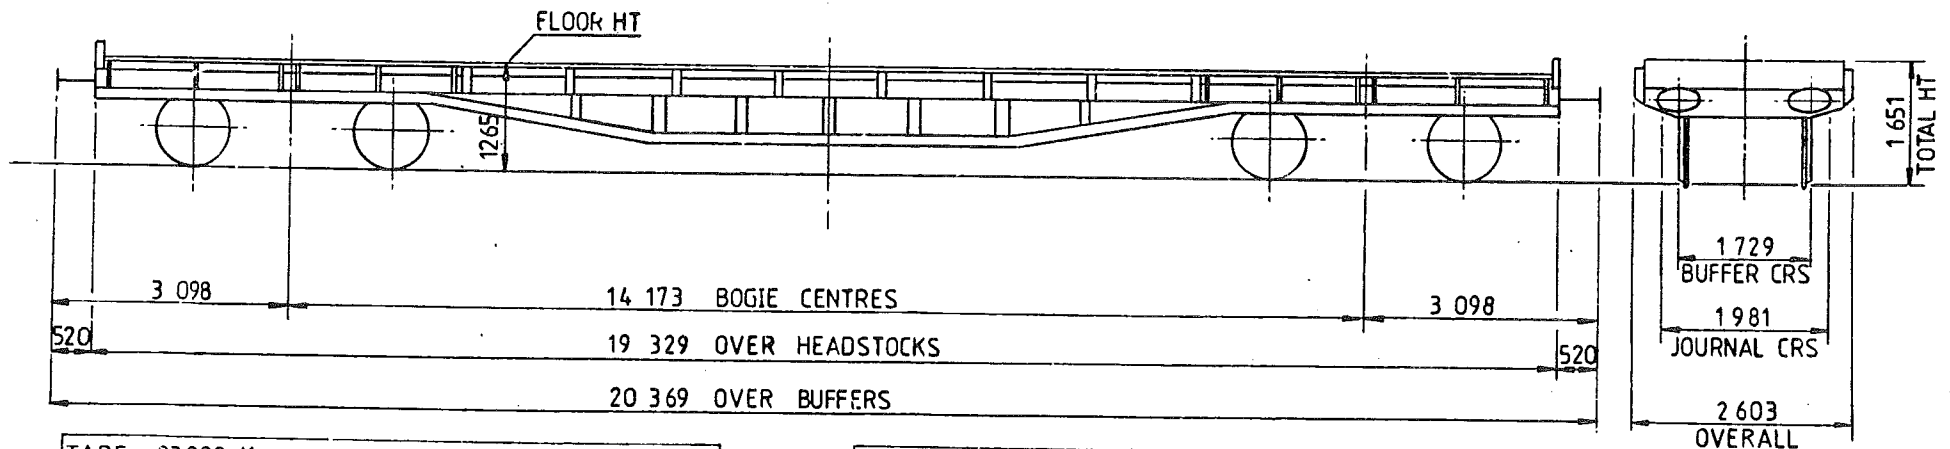 FLOOR HT
1265
3 098
14 173 BOGIE CENTRES
3 098
520
19 329 OVER HEADSTOCKS
520
20 369 OVER BUFFERS
1 651
TOTAL HT
1 729
BUFFER CRS
1 981
JOURNAL CRS
2 603
OVERALL